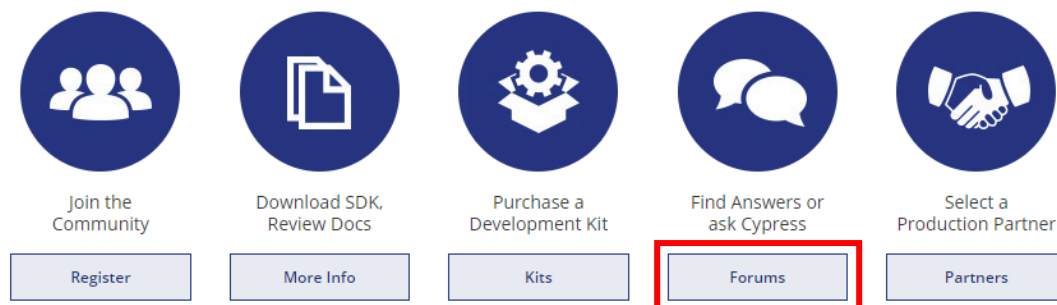 Join the
Community
Download SDK,
Review Docs
Purchase a
Development Kit
Find Answers or
ask Cypress
Select a
Production Partner
Register
More Info
Kits
Forums
Partners